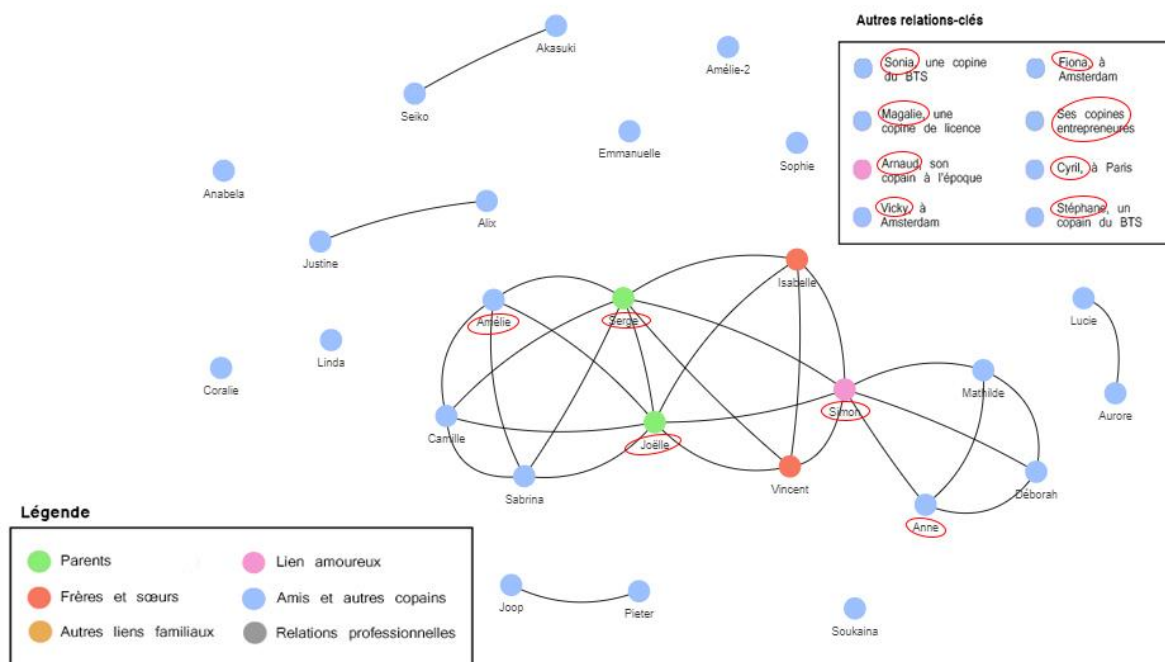 Autres relations-clés
Sonia, une copine
du BTS
Fiona, à
Amsterdam
Magalie, une
copine de licence
Ses copines
entrepreneures
Arnaud, son
copain à l'époque
Cyril, à Paris
Vicky, à
Amsterdam
Stéphane, un
copain du BTS
Akasuki
Amélie-2
Seiko
Emmanuelle
Sophie
Anabela
Alix
Justine
Isabelle
Amélie
Serge
Lucie
Linda
Coralie
Mathilde
Aurore
Simon
Camille
Joëlle
Vincent
Sabrina
Déborah
Anne
Légende
Parents
Lien amoureux
Frères et sœurs
Amis et autres copains
Autres liens familiaux
Relations professionnelles
Joop
Pieter
Soukaina